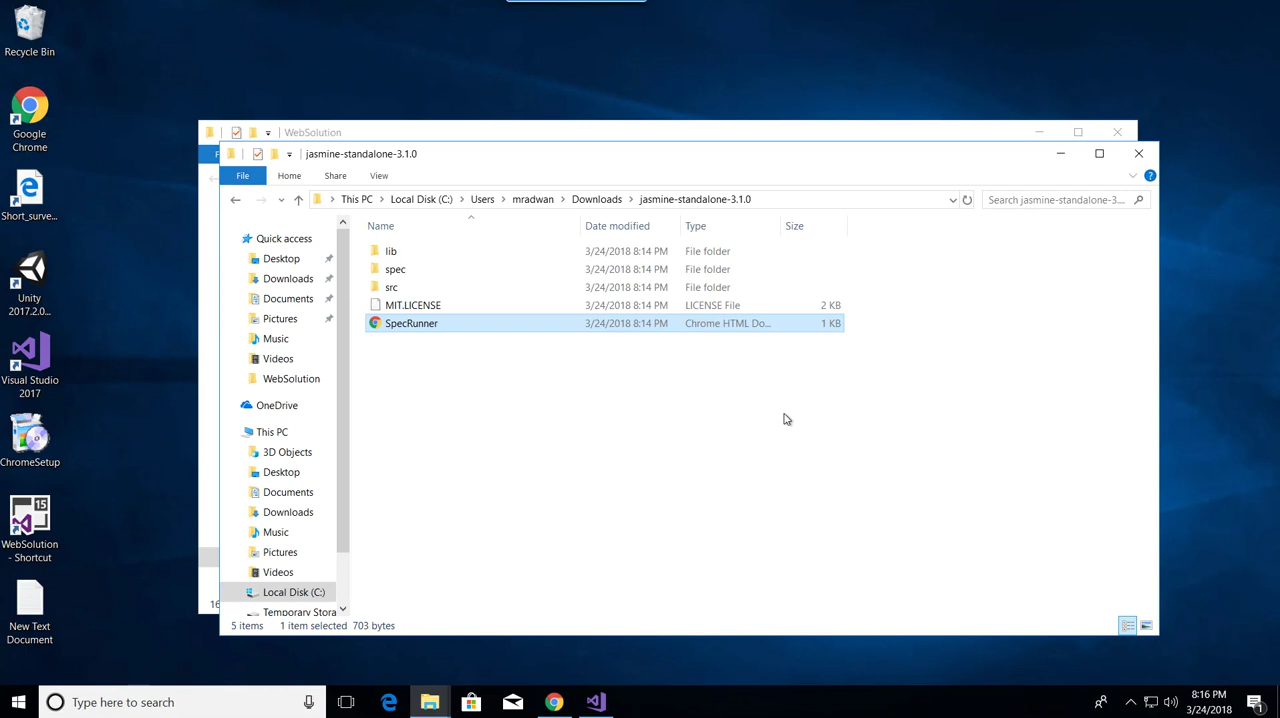 Recycle Bin
Google
Chrome
Short_surve...
Unity
2017.2.0...
Visual Studio
2017
ChromeSetup
15
WebSolution
- Shortcut
New Text
Document
WebSolution
F
16
jasmine-standalone-3.1.0
File Home Share View
This PC Local Disk (C:) Users mradwan Downloads jasmine-standalone-3.1.0
Search jasmine-standalone-3....
Quick access
Desktop
Downloads
Documents
Pictures
Music
Videos
WebSolution
OneDrive
This PC
3D Objects
Desktop
Documents
Downloads
Music
Pictures
Videos
Local Disk (C:)
Temporary Stora
Name Date modified Type Size
lib 3/24/2018 8:14 PM File folder
spec 3/24/2018 8:14 PM File folder
src 3/24/2018 8:14 PM File folder
MIT.LICENSE 3/24/2018 8:14 PM LICENSE File 2 KB
SpecRunner 3/24/2018 8:14 PM Chrome HTML Do... 1 KB
5 items 1 item selected 703 bytes
Type here to search
8:16 PM
3/24/2018
1